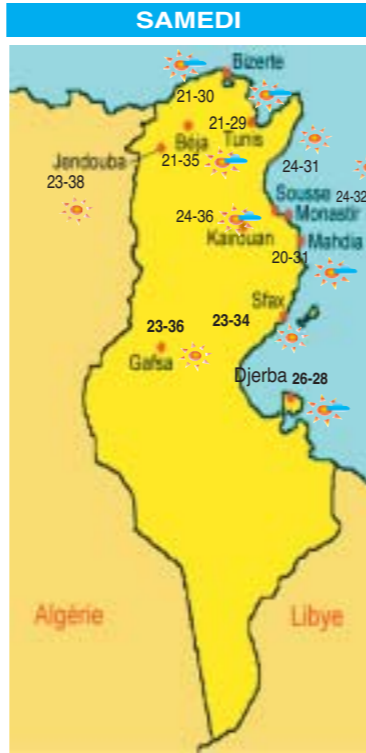 SAMEDI
Bizerte
21-30
21-29
Béja
Tunis
Jendouba
21-35
23-38
24-31
Sousse
24-32
24-36
Monastir
Kairouan
Mahdia
20-31
Sfax
23-36
23-34
Gafsa
Djerba 26-28
Algérie
Libye